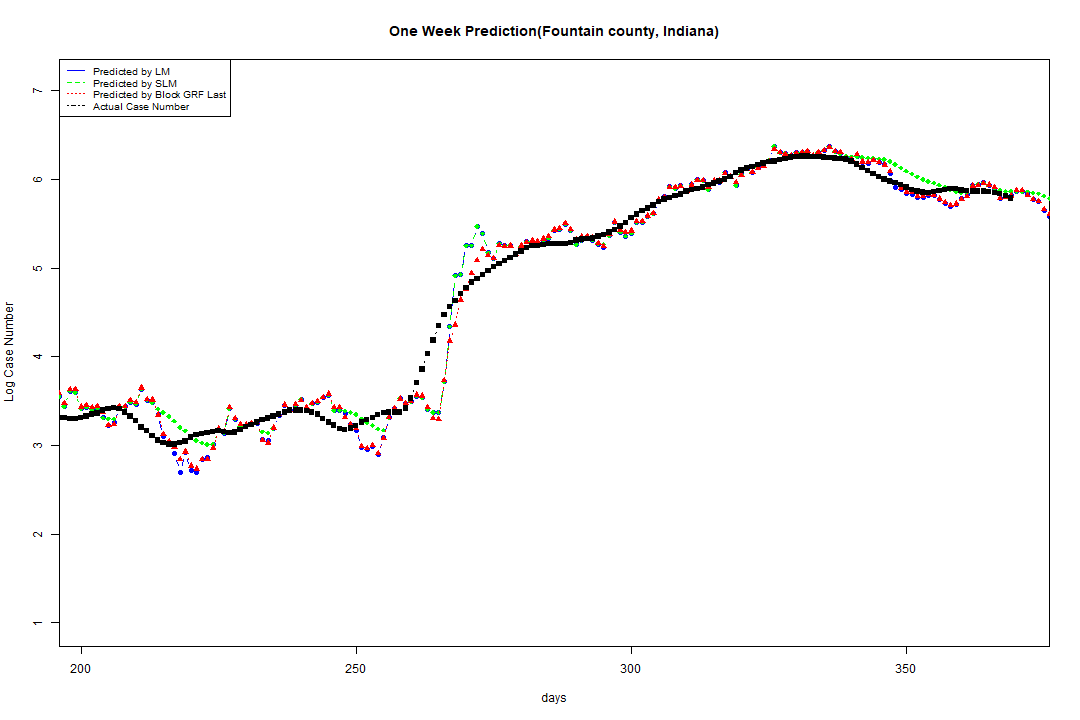 One Week Prediction(Fountain county, Indiana)
Predicted by LM
Predicted by SLM
Predicted by Block GRF Last
Actual Case Number
7
6
5
4
3
2
1
Log Case Number
200
250
300
350
days